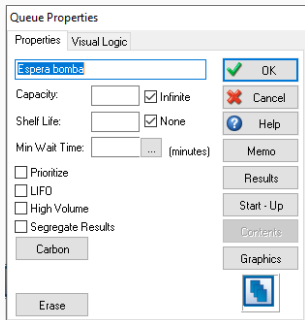 Queue Properties
Properties Visual Logic
Espera bomba
OK
Capacity: Infinite
Cancel
Shelf Life: None
Help
Min Wait Time: ... (minutes)
Memo
Prioritize
Results
LIFO
High Volume
Start - Up
Segregate Results
Contents
Carbon
Graphics
Erase